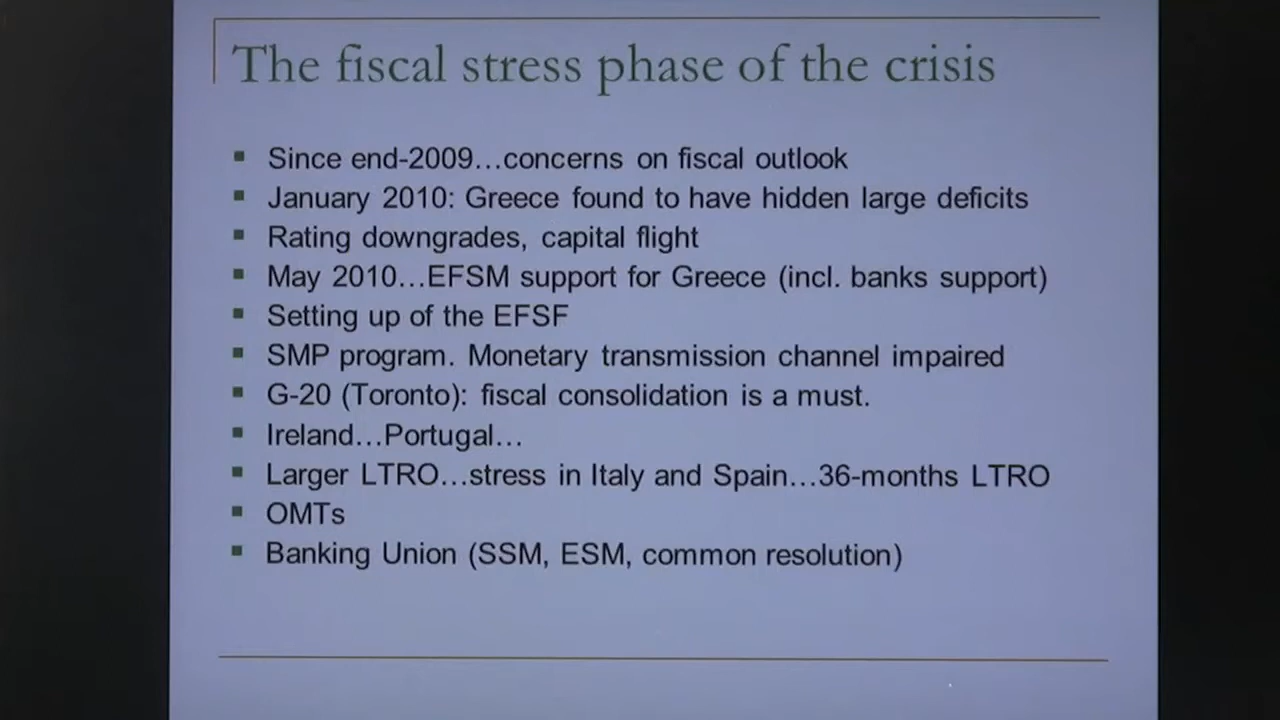 The fiscal stress phase of the crisis
Since end-2009…concerns on fiscal outlook
January 2010: Greece found to have hidden large deficits
Rating downgrades, capital flight
May 2010…EFSM support for Greece (incl. banks support)
Setting up of the EFSF
SMP program. Monetary transmission channel impaired
G-20 (Toronto): fiscal consolidation is a must.
Ireland…Portugal…
Larger LTRO…stress in Italy and Spain…36-months LTRO
OMTs
Banking Union (SSM, ESM, common resolution)